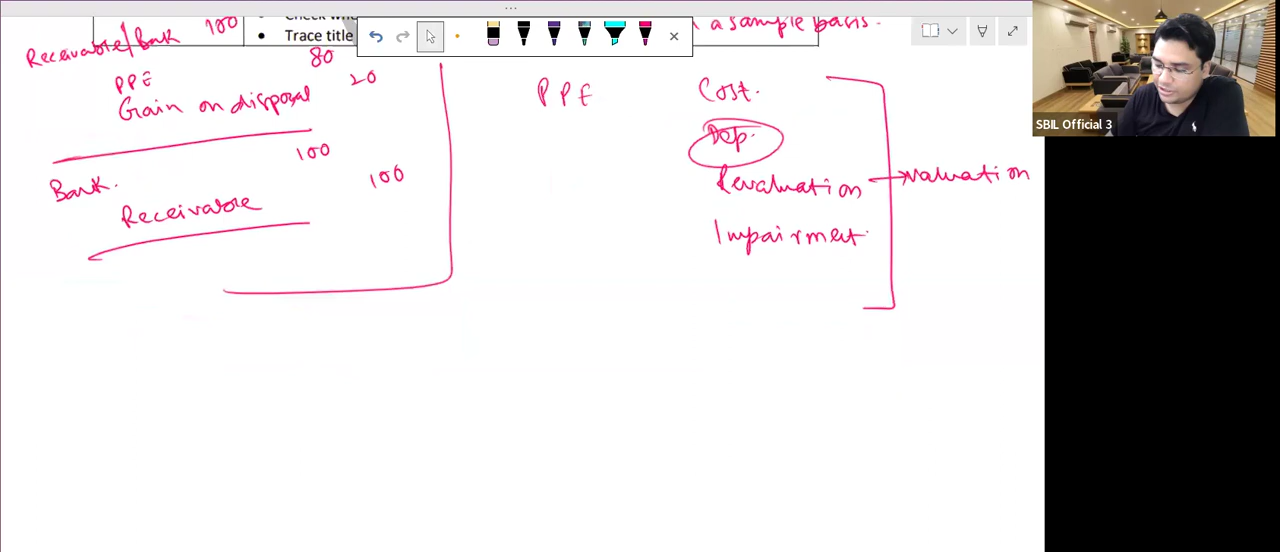 Trace title
a sample basis.
Receivable/Bank 100
PPE 80
Gain on disposal 20
Bank. 100
Receivable 100
PPE
Cost.
Dep.
Revaluation → valuation
Impairment.
SBIL Official 3